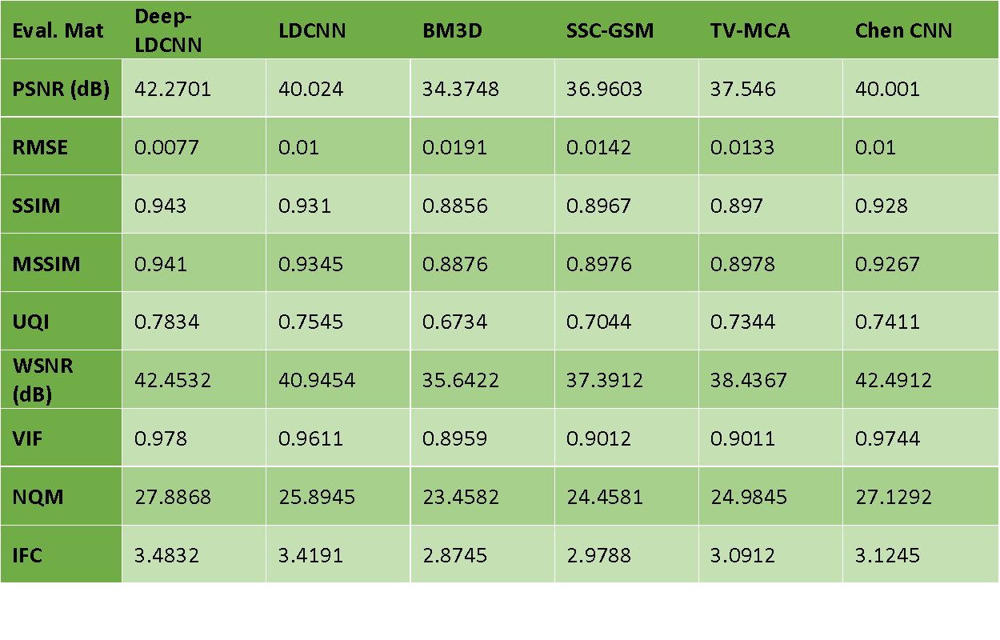 Eval. Mat Deep-LDCNN LDCNN BM3D SSC-GSM TV-MCA Chen CNN
PSNR (dB) 42.2701 40.024 34.3748 36.9603 37.546 40.001
RMSE 0.0077 0.01 0.0191 0.0142 0.0133 0.01
SSIM 0.943 0.931 0.8856 0.8967 0.897 0.928
MSSIM 0.941 0.9345 0.8876 0.8976 0.8978 0.9267
UQI 0.7834 0.7545 0.6734 0.7044 0.7344 0.7411
WSNR (dB) 42.4532 40.9454 35.6422 37.3912 38.4367 42.4912
VIF 0.978 0.9611 0.8959 0.9012 0.9011 0.9744
NQM 27.8868 25.8945 23.4582 24.4581 24.9845 27.1292
IFC 3.4832 3.4191 2.8745 2.9788 3.0912 3.1245